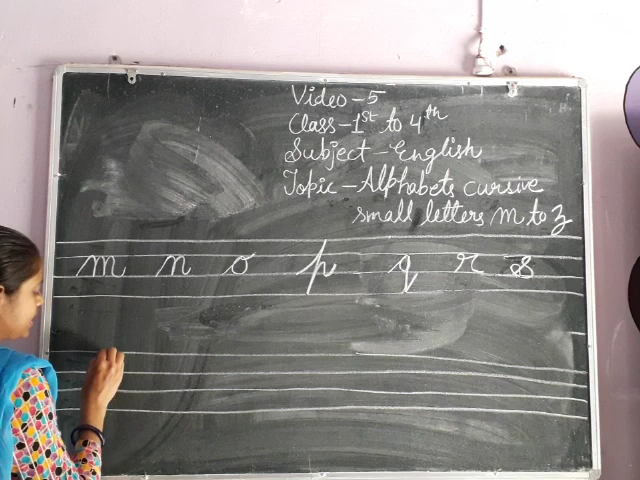 Video-5
Class-1st to 4th
Subject-English
Topic-Alphabets cursive
small letters m to z
m n o p q r s